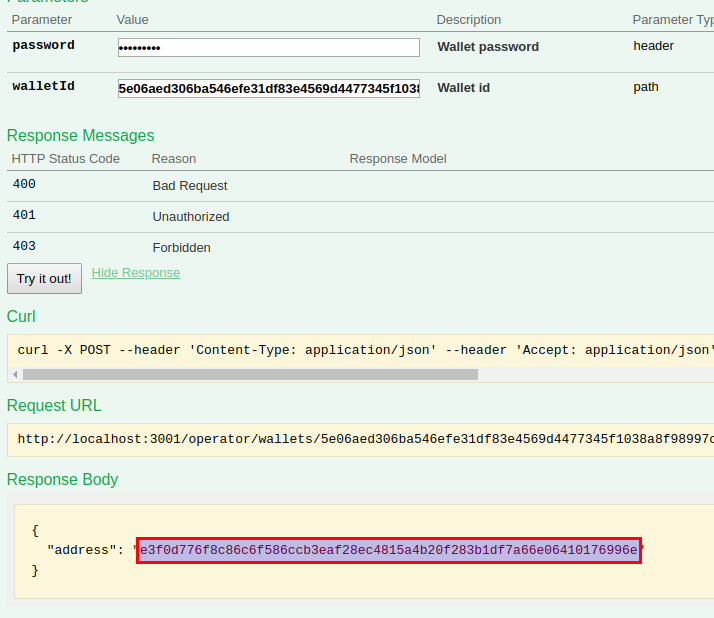 Parameters
Parameter Value Description Parameter Typ
password ••••••••• Wallet password header
walletId 5e06aed306ba546efe31df83e4569d4477345f1038 Wallet id path
Response Messages
HTTP Status Code Reason Response Model
400 Bad Request
401 Unauthorized
403 Forbidden
Try it out! Hide Response
Curl
curl -X POST --header 'Content-Type: application/json' --header 'Accept: application/json'
Request URL
http://localhost:3001/operator/wallets/5e06aed306ba546efe31df83e4569d4477345f1038a8f98997c
Response Body
{
"address": "e3f0d776f8c86c6f586ccb3eaf28ec4815a4b20f283b1df7a66e06410176996e"
}